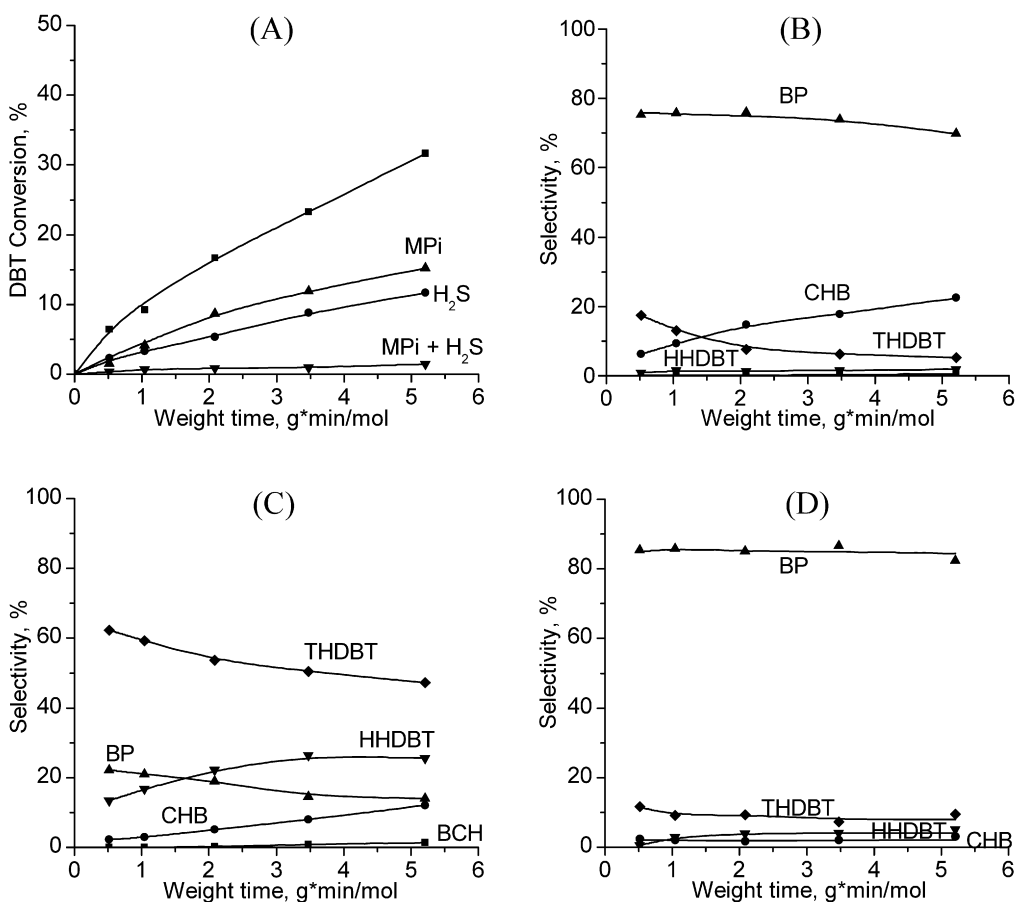 (A)
DBT Conversion, %
50
40
30
20
10
0
MPi
H₂S
MPi + H₂S
0 1 2 3 4 5 6
Weight time, g*min/mol
(B)
Selectivity, %
100
80
60
40
20
0
BP
CHB
THDBT
HHDBT
0 1 2 3 4 5 6
Weight time, g*min/mol
(C)
Selectivity, %
100
80
60
40
20
0
THDBT
HHDBT
BP
CHB
BCH
0 1 2 3 4 5 6
Weight time, g*min/mol
(D)
Selectivity, %
100
80
60
40
20
0
BP
THDBT
HHDBT
CHB
0 1 2 3 4 5 6
Weight time, g*min/mol